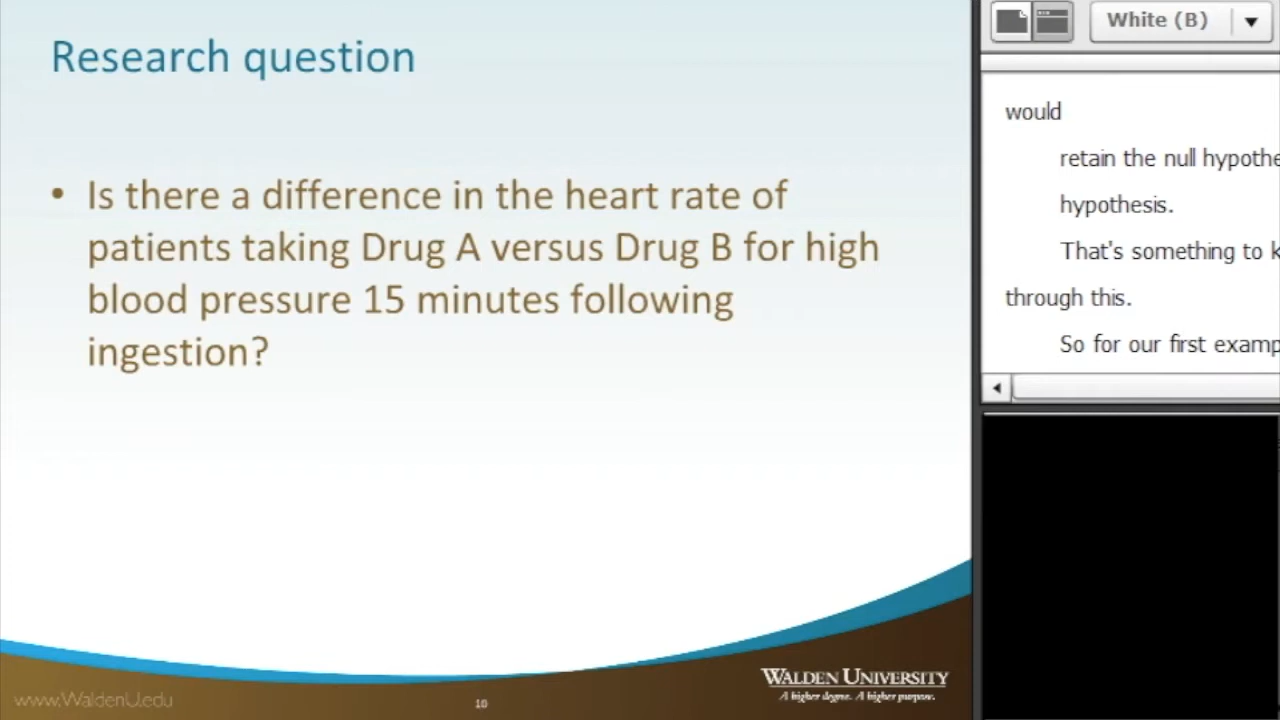 Research question
• Is there a difference in the heart rate of
patients taking Drug A versus Drug B for high
blood pressure 15 minutes following
ingestion?
www.WaldenU.edu
10
WALDEN UNIVERSITY
A higher degree. A higher purpose.
White (B)
would
retain the null hypothe
hypothesis.
That's something to k
through this.
So for our first examp